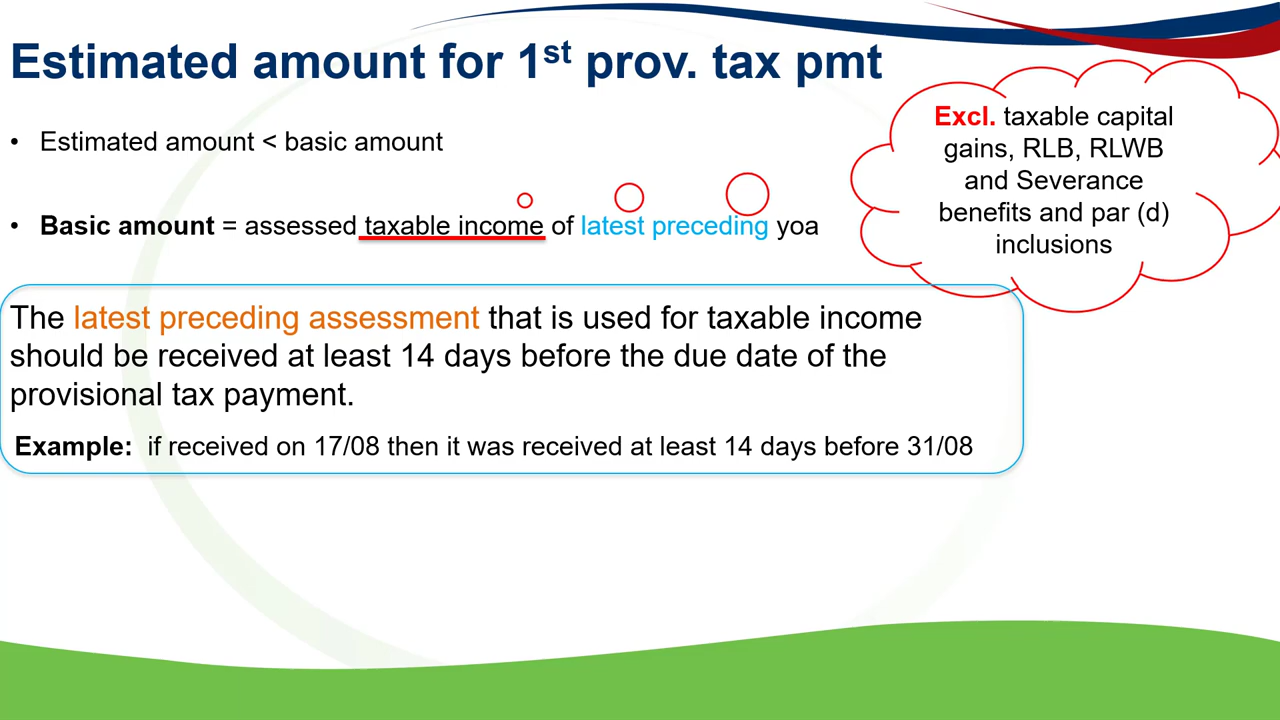 Estimated amount for 1st prov. tax pmt
• Estimated amount < basic amount
• Basic amount = assessed taxable income of latest preceding yoa
Excl. taxable capital
gains, RLB, RLWB
and Severance
benefits and par (d)
inclusions
The latest preceding assessment that is used for taxable income
should be received at least 14 days before the due date of the
provisional tax payment.
Example: if received on 17/08 then it was received at least 14 days before 31/08